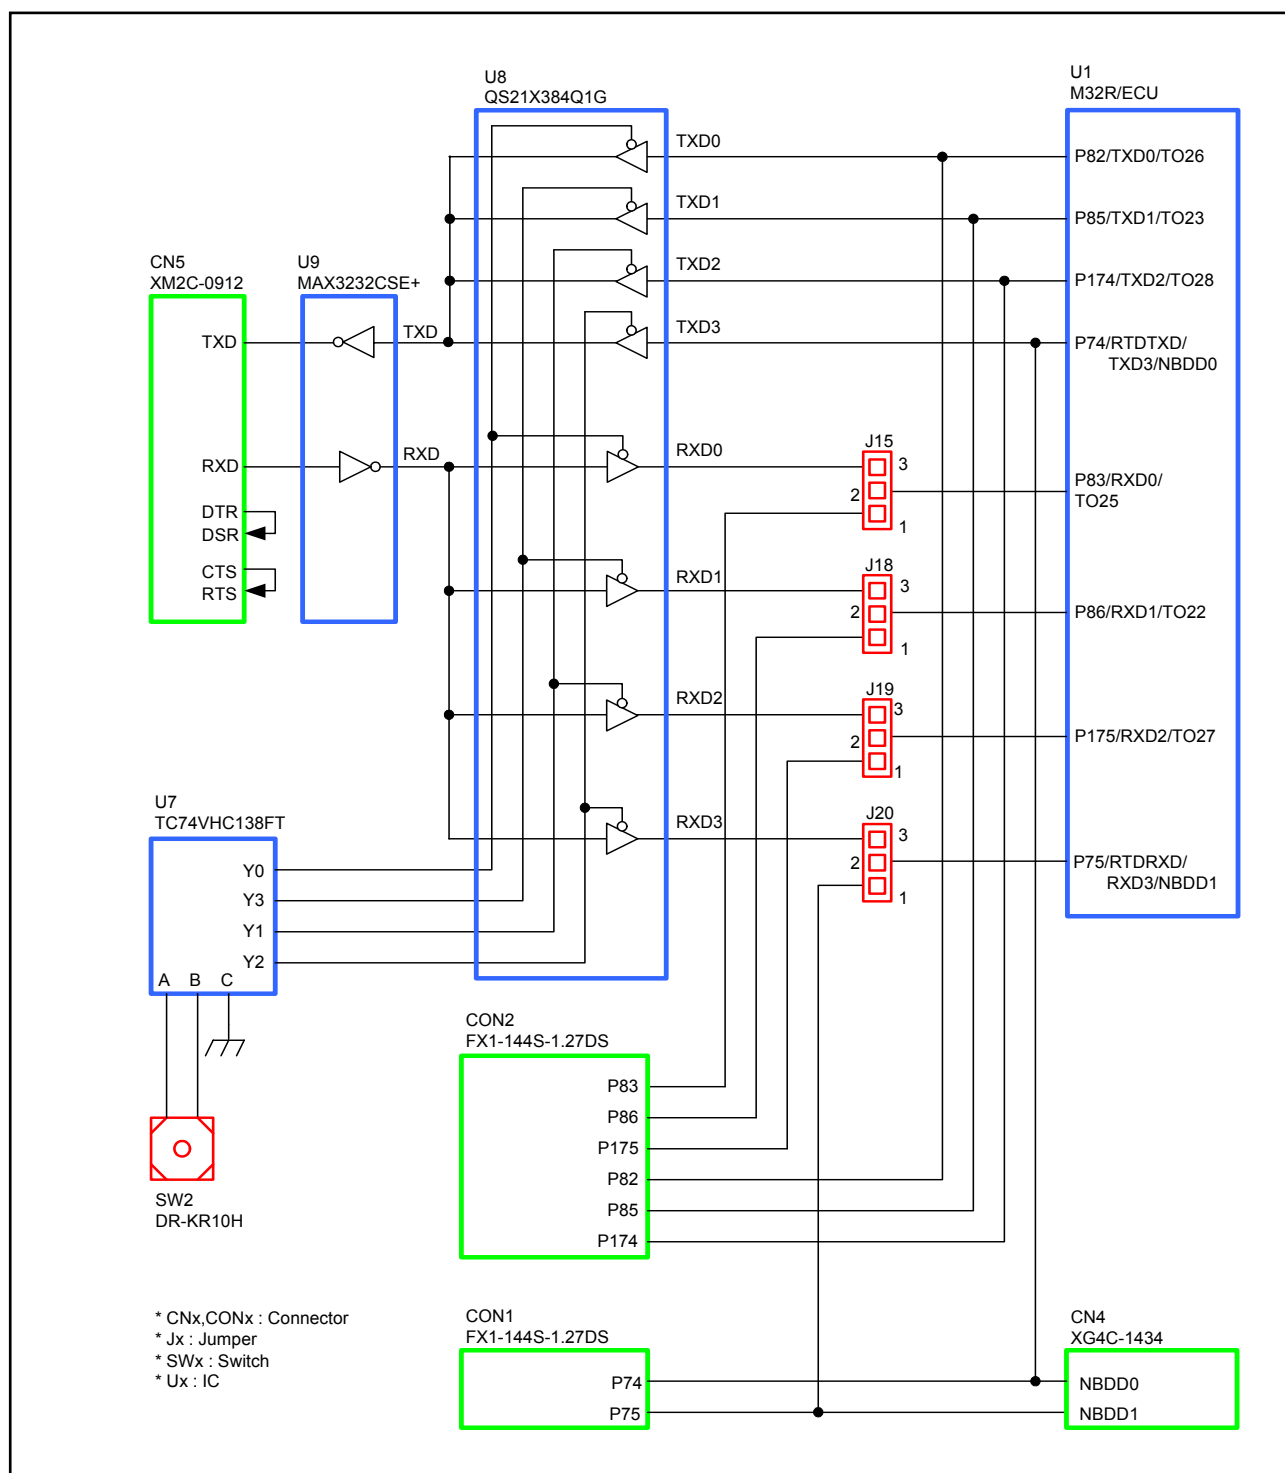 U8
QS21X384Q1G
U1
M32R/ECU
TXD0
P82/TXD0/TO26
TXD1
P85/TXD1/TO23
CN5
XM2C-0912
U9
MAX3232CSE+
TXD2
P174/TXD2/TO28
TXD
TXD
TXD3
P74/RTDTXD/
TXD3/NBDD0
RXD
RXD
RXD0
J15
3
2
1
P83/RXD0/
TO25
DTR
DSR
CTS
RTS
RXD1
J18
3
2
1
P86/RXD1/TO22
RXD2
J19
3
2
1
P175/RXD2/TO27
U7
TC74VHC138FT
RXD3
J20
3
2
1
P75/RTDRXD/
RXD3/NBDD1
Y0
Y3
Y1
Y2
A B C
CON2
FX1-144S-1.27DS
P83
P86
P175
P82
P85
P174
SW2
DR-KR10H
* CNx,CONx : Connector
* Jx : Jumper
* SWx : Switch
* Ux : IC
CON1
FX1-144S-1.27DS
P74
P75
CN4
XG4C-1434
NBDD0
NBDD1